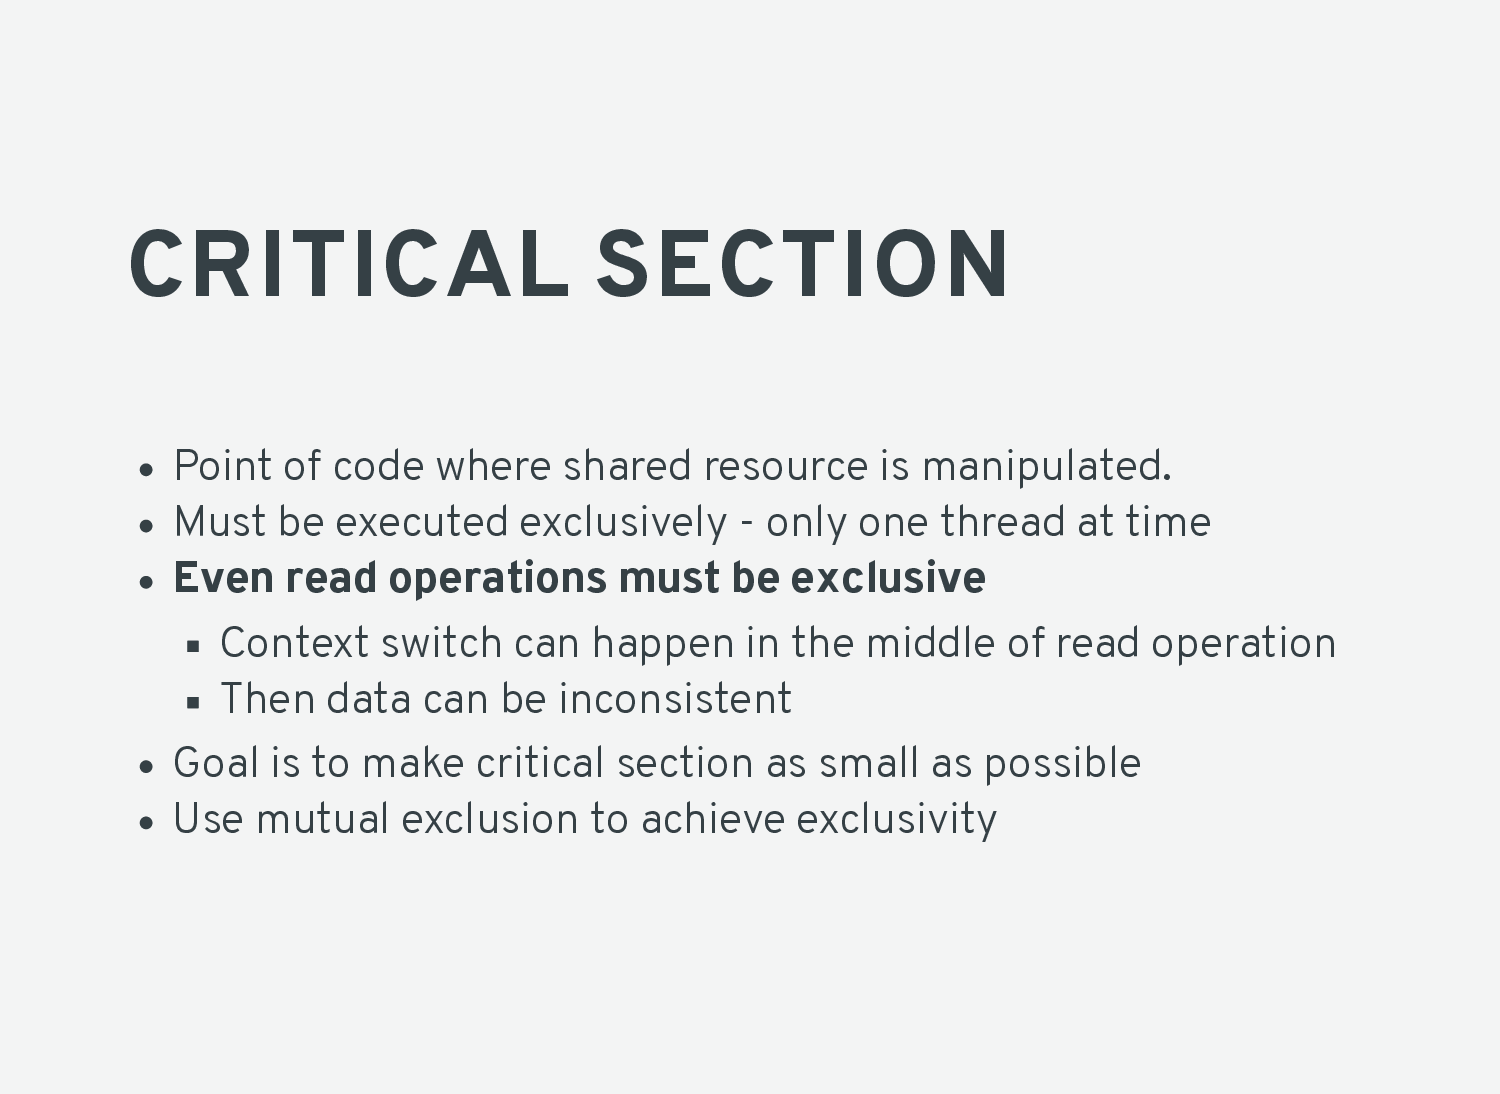 CRITICAL SECTION
Point of code where shared resource is manipulated.
Must be executed exclusively - only one thread at time
Even read operations must be exclusive
Context switch can happen in the middle of read operation
Then data can be inconsistent
Goal is to make critical section as small as possible
Use mutual exclusion to achieve exclusivity